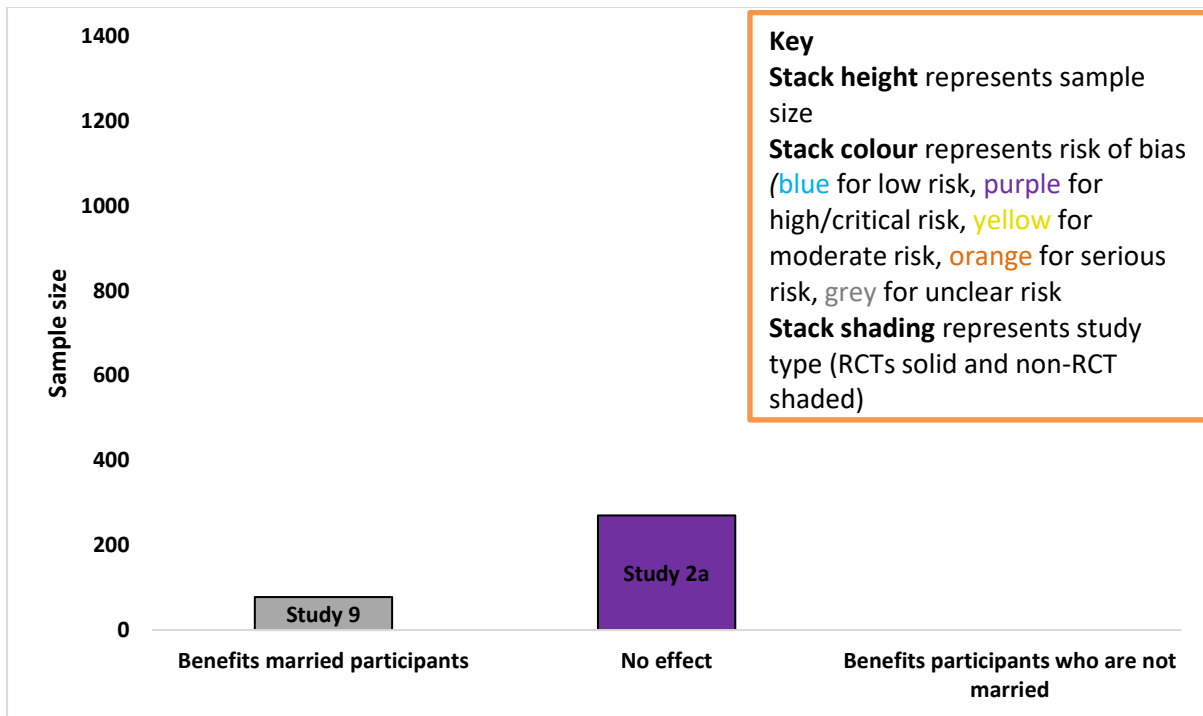 1400
1200
1000
800
600
400
200
0
Sample size
Study 9
Study 2a
Benefits married participants
No effect
Benefits participants who are not
married
Key
Stack height represents sample
size
Stack colour represents risk of bias
(blue for low risk, purple for
high/critical risk, yellow for
moderate risk, orange for serious
risk, grey for unclear risk
Stack shading represents study
type (RCTs solid and non-RCT
shaded)